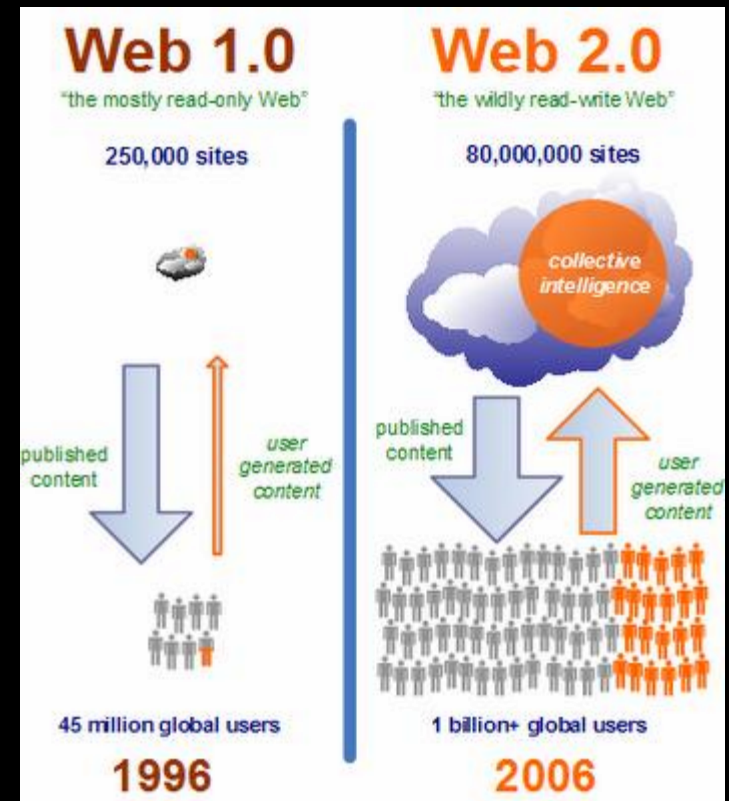 Web 1.0
"the mostly read-only Web"
250,000 sites
published
content
user
generated
content
45 million global users
1996
Web 2.0
"the wildly read-write Web"
80,000,000 sites
collective
intelligence
published
content
user
generated
content
1 billion+ global users
2006